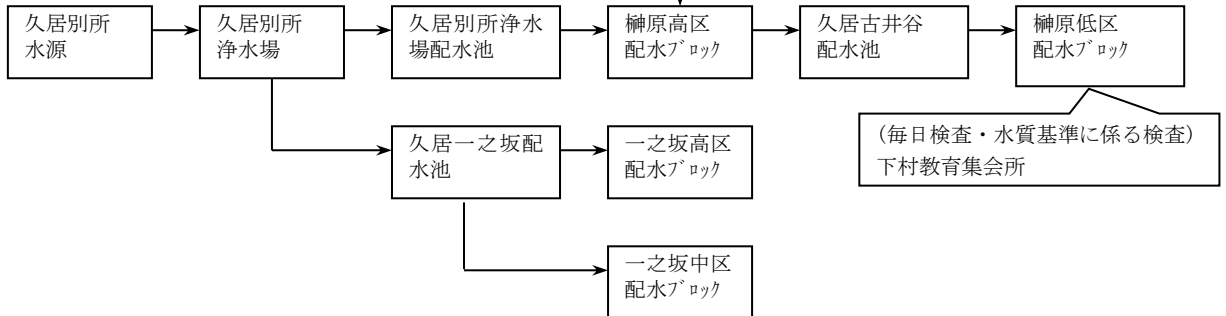 久居別所
水源
久居別所
浄水場
久居別所浄水
場配水池
榊原高区
配水ﾌﾞﾛｯｸ
久居古井谷
配水池
榊原低区
配水ﾌﾞﾛｯｸ
(毎日検査・水質基準に係る検査)
下村教育集会所
久居一之坂配
水池
一之坂高区
配水ﾌﾞﾛｯｸ
一之坂中区
配水ﾌﾞﾛｯｸ